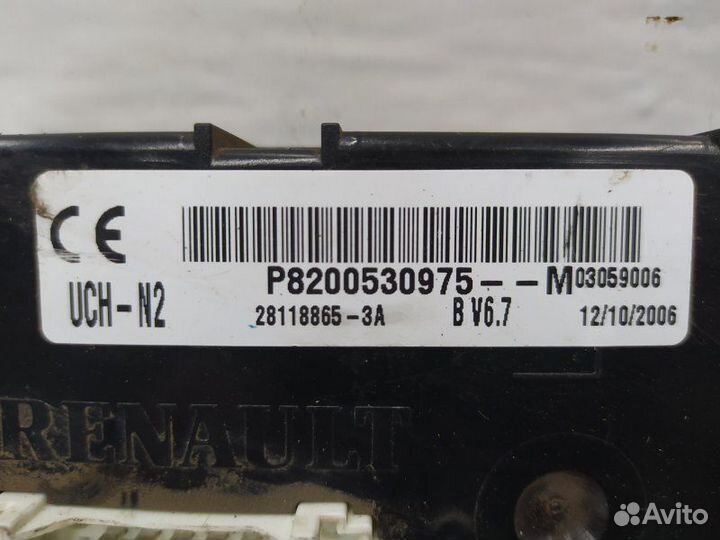 CE
P8200530975--M03059006
UCH-N2 28118865-3A B V6.7 12/10/2006
RENAULT
Avito